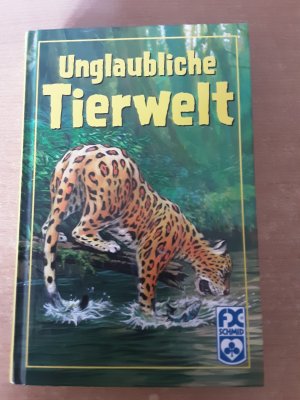 Unglaubliche
Tierwelt
FX
SCHMID